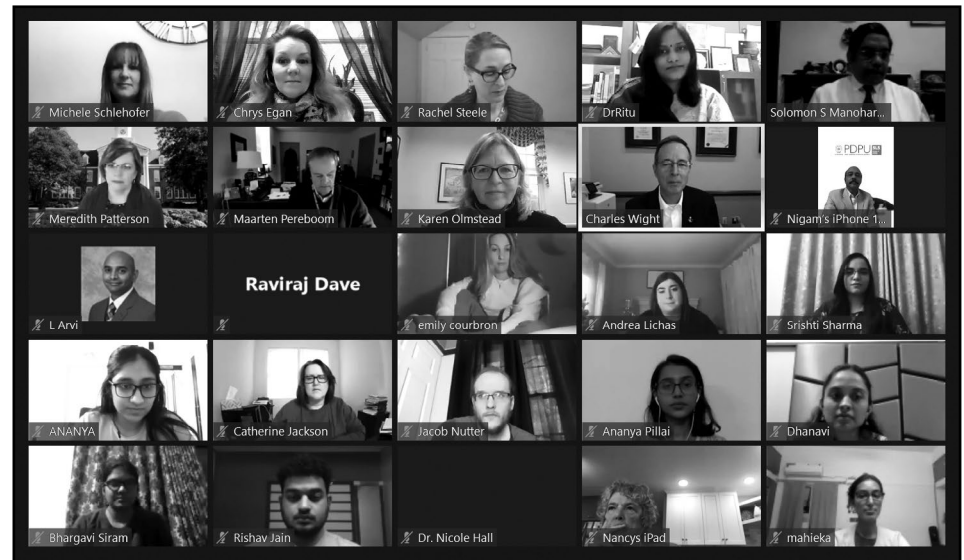 Michele Schlehofer
Chrys Egan
Rachel Steele
DrRitu
Solomon S Manohar...
Meredith Patterson
Maarten Pereboom
Karen Olmstead
Charles Wight
PDPU
Nigam's iPhone 1...
L Arvi
Raviraj Dave
emily courbron
Andrea Lichas
Srishti Sharma
ANANYA
Catherine Jackson
Jacob Nutter
Ananya Pillai
Dhanavi
Bhargavi Siram
Rishav Jain
Dr. Nicole Hall
Nancys iPad
mahieka